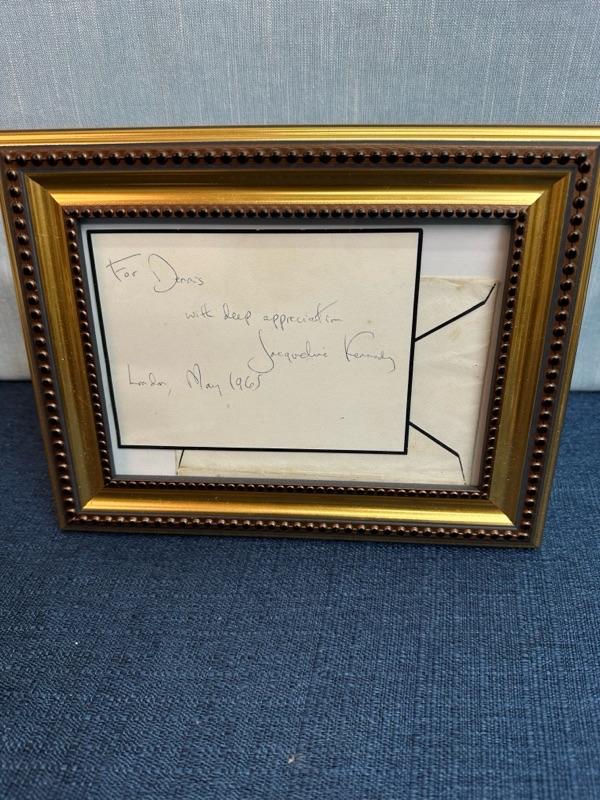 For Dennis
with deep appreciation
Jacqueline Kennedy
London, May 1965